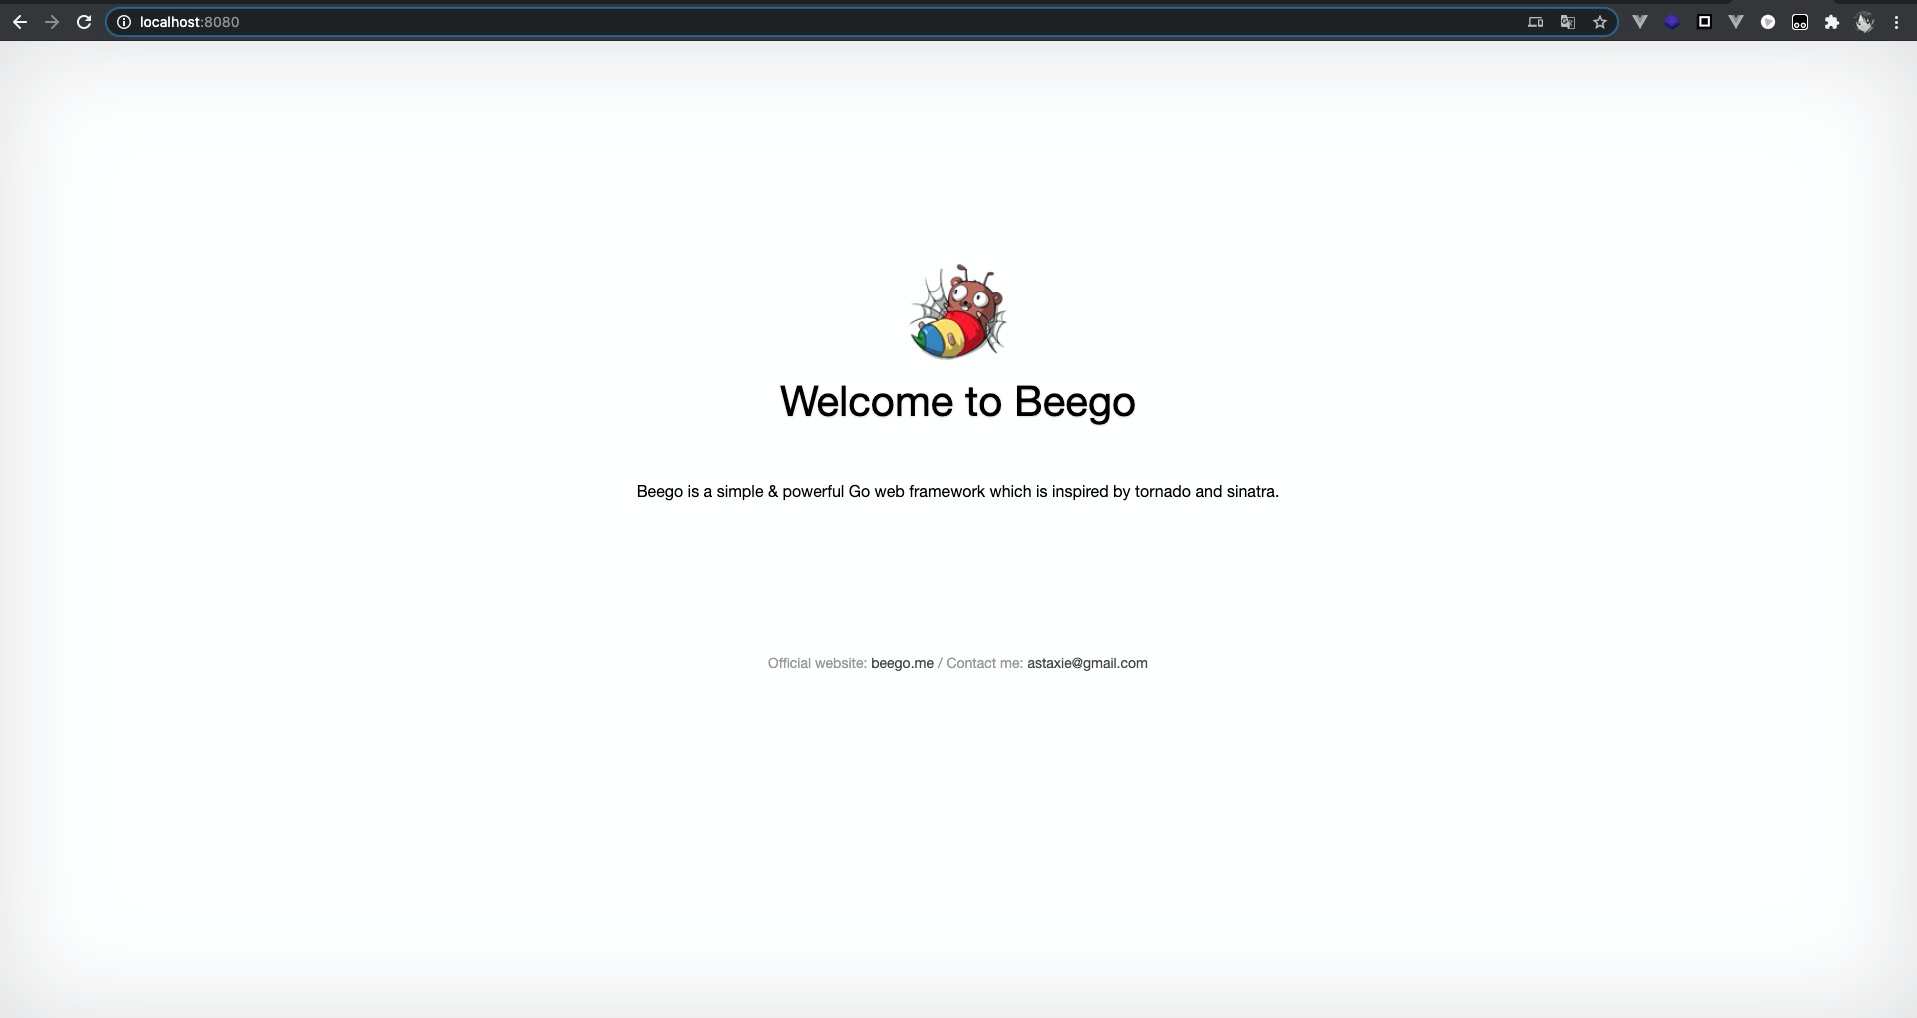 localhost:8080
Welcome to Beego
Beego is a simple & powerful Go web framework which is inspired by tornado and sinatra.
Official website: beego.me / Contact me: astaxie@gmail.com